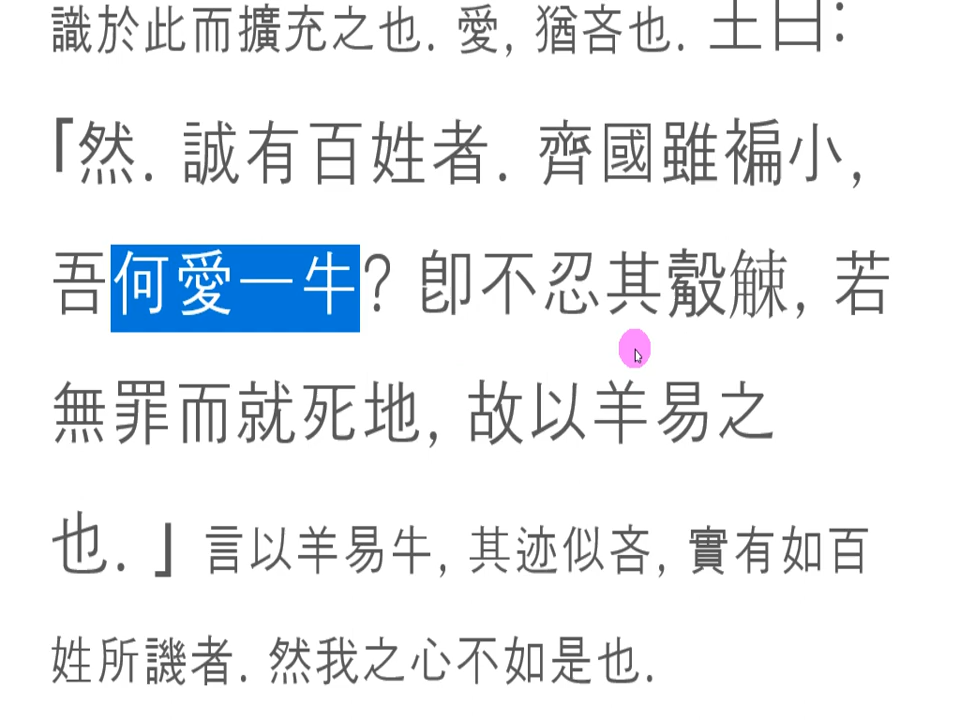 識於此而擴充之也. 愛, 猶吝也. 王曰:
「然. 誠有百姓者. 齊國雖褊小,
吾何愛一牛? 卽不忍其觳觫, 若
無罪而就死地, 故以羊易之
也. 」言以羊易牛, 其迹似吝, 實有如百
姓所譏者. 然我之心不如是也.